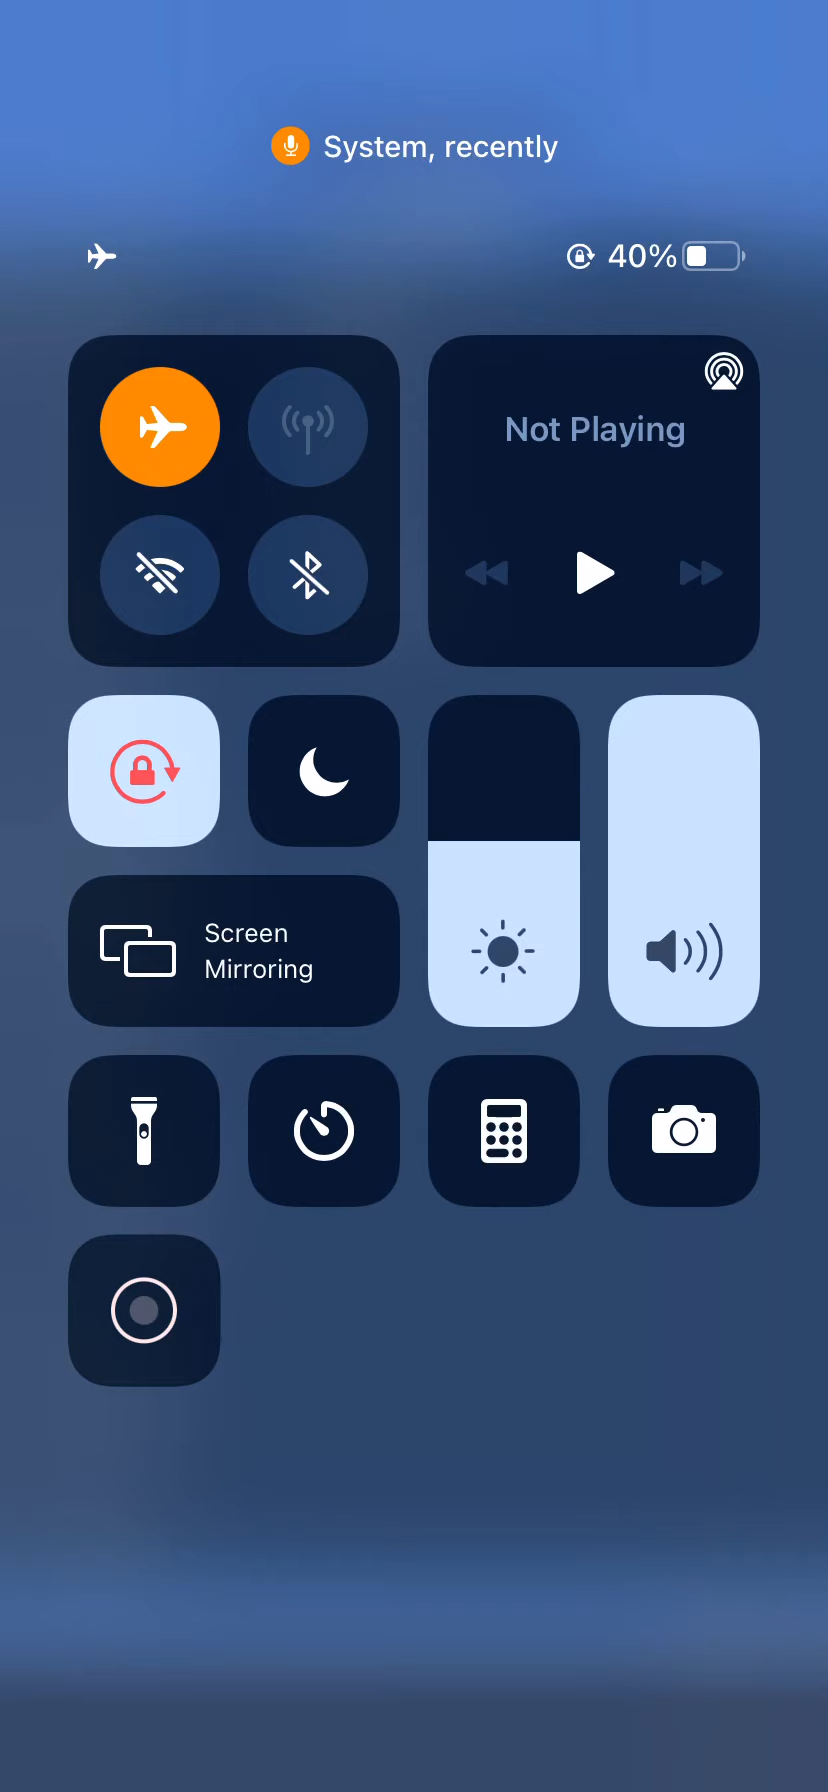 System, recently
40%
Not Playing
Screen
Mirroring